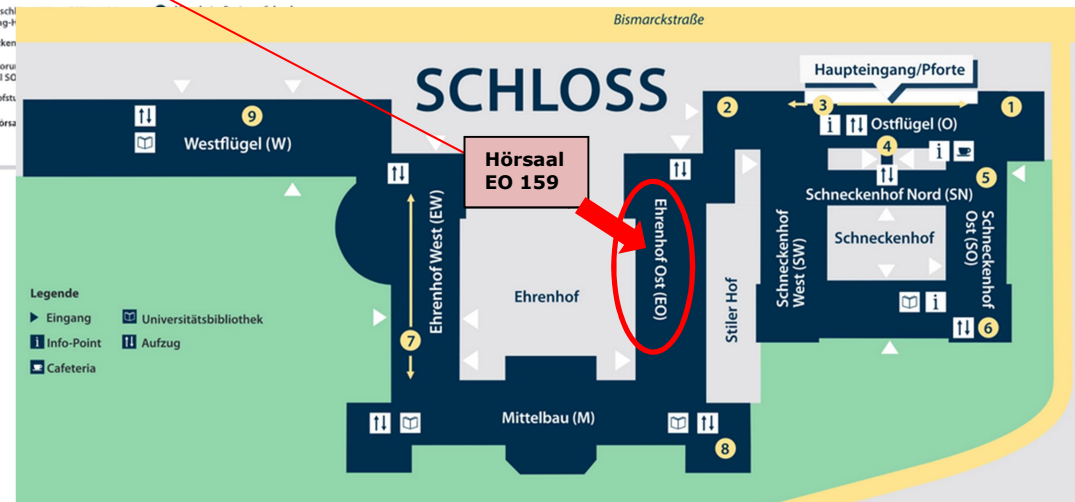 Bismarckstraße
SCHLOSS
Haupteingang/Pforte
9
2
3
1
Westflügel (W)
i
Ostflügel (O)
4
i
Hörsaal
EO 159
5
Schneckenhof Nord (SN)
Ehrenhof West (EW)
Ehrenhof Ost (EO)
Stiller Hof
Schneckenhof
West (SW)
Schneckenhof
Schneckenhof
Ost (SO)
Ehrenhof
i
6
7
Legende
Eingang
Universitätsbibliothek
i Info-Point
Aufzug
Cafeteria
Mittelbau (M)
8